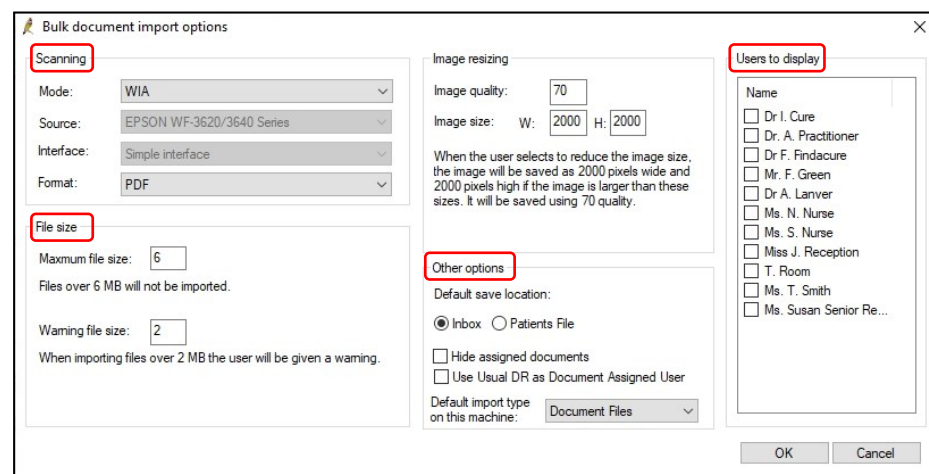 Bulk document import options
Scanning
Mode: WIA
Source: EPSON WF-3620/3640 Series
Interface: Simple interface
Format: PDF
File size
Maxmum file size: 6
Files over 6 MB will not be imported.
Warning file size: 2
When importing files over 2 MB the user will be given a warning.
Image resizing
Image quality: 70
Image size: W: 2000 H: 2000
When the user selects to reduce the image size,
the image will be saved as 2000 pixels wide and
2000 pixels high if the image is larger than these
sizes. It will be saved using 70 quality.
Other options
Default save location:
Inbox Patients File
Hide assigned documents
Use Usual DR as Document Assigned User
Default import type
on this machine: Document Files
Users to display
Name
Dr I. Cure
Dr. A. Practitioner
Dr F. Findacure
Mr. F. Green
Dr A. Lanver
Ms. N. Nurse
Ms. S. Nurse
Miss J. Reception
T. Room
Ms. T. Smith
Ms. Susan Senior Re...
OK Cancel